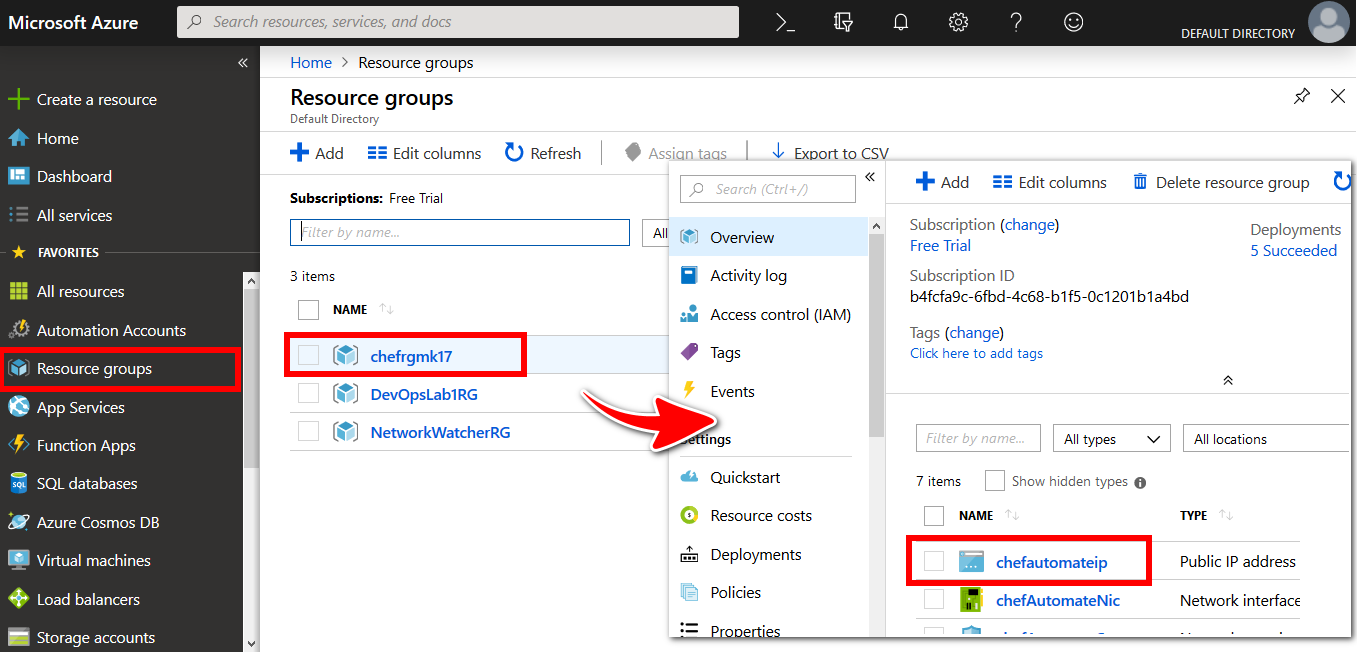 Microsoft Azure
Search resources, services, and docs
DEFAULT DIRECTORY
Create a resource
Home
Dashboard
All services
FAVORITES
All resources
Automation Accounts
Resource groups
App Services
Function Apps
SQL databases
Azure Cosmos DB
Virtual machines
Load balancers
Storage accounts
Home > Resource groups
Resource groups
Default Directory
Add
Edit columns
Refresh
Assign tags
Export to CSV
Subscriptions: Free Trial
Filter by name...
All
3 items
NAME
chefrgmk17
DevOpsLab1RG
NetworkWatcherRG
Search (Ctrl+/)
Overview
Activity log
Access control (IAM)
Tags
Events
Quickstart
Resource costs
Deployments
Policies
Properties
Add
Edit columns
Delete resource group
Subscription (change)
Free Trial
Deployments
5 Succeeded
Subscription ID
b4fcfa9c-6fbd-4c68-b1f5-0c1201b1a4bd
Tags (change)
Click here to add tags
Filter by name...
All types
All locations
7 items
Show hidden types
NAME
TYPE
chefautomateip
Public IP address
chefAutomateNic
Network interface